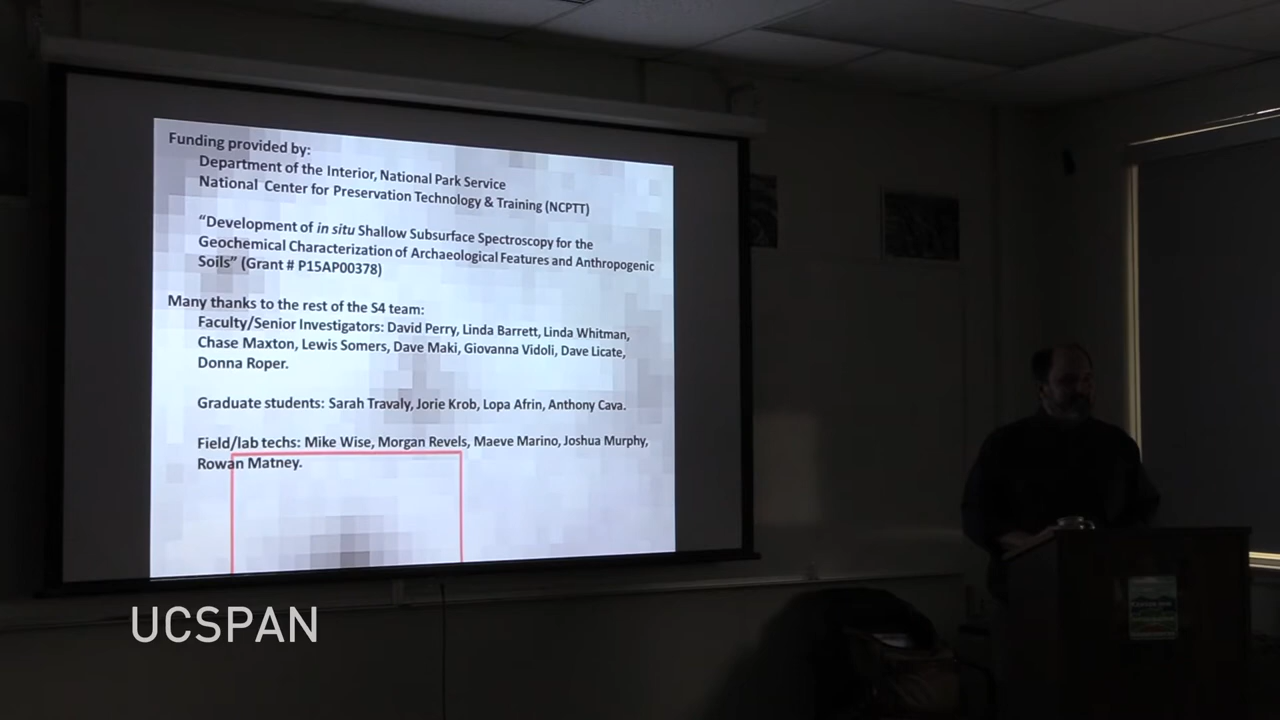 Funding provided by:
Department of the Interior, National Park Service
National Center for Preservation Technology & Training (NCPTT)
“Development of in situ Shallow Subsurface Spectroscopy for the
Geochemical Characterization of Archaeological Features and Anthropogenic
Soils” (Grant # P15AP00378)
Many thanks to the rest of the S4 team:
Faculty/Senior Investigators: David Perry, Linda Barrett, Linda Whitman,
Chase Maxton, Lewis Somers, Dave Maki, Giovanna Vidoli, Dave Licate,
Donna Roper.
Graduate students: Sarah Travaly, Jorie Krob, Lopa Afrin, Anthony Cava.
Field/lab techs: Mike Wise, Morgan Revels, Maeve Marino, Joshua Murphy,
Rowan Matney.
UCSPAN